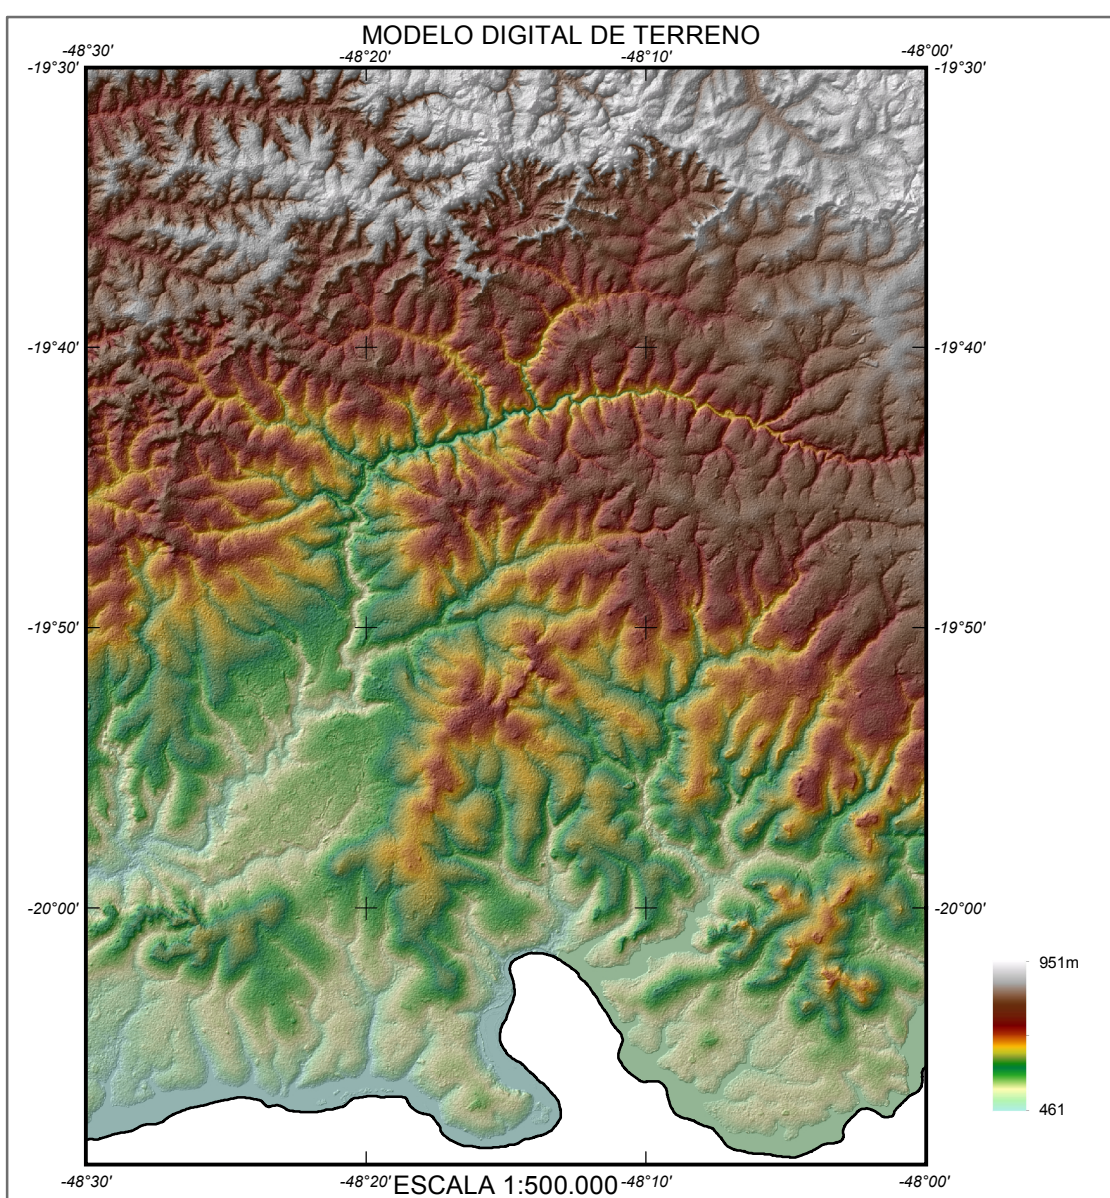 MODELO DIGITAL DE TERRENO
-48°30' -48°20' -48°10' -48°00'
-19°30' -19°30'
-19°40' -19°40'
-19°50' -19°50'
-20°00' -20°00'
951m
461
-48°30' -48°20' ESCALA 1:500.000 -48°10' -48°00'